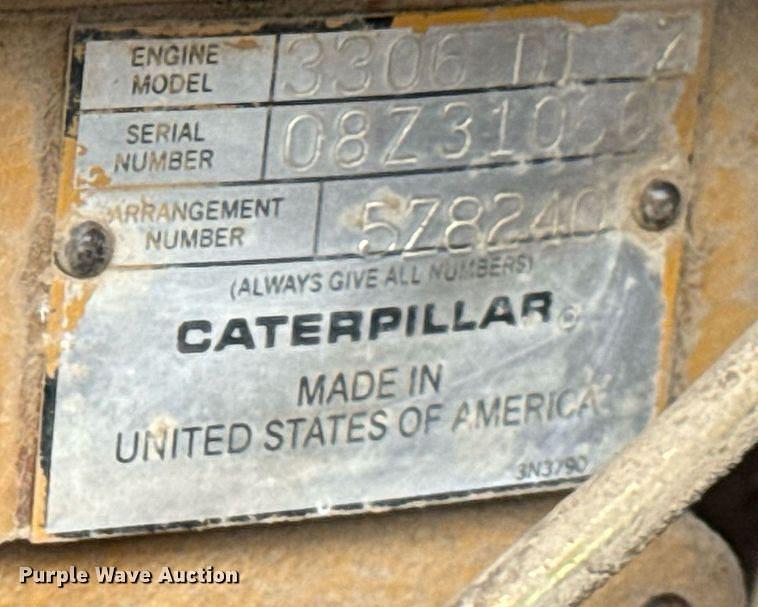 ENGINE MODEL 3306 DI
SERIAL NUMBER
ARRANGEMENT NUMBER 5Z8240
(ALWAYS GIVE ALL NUMBERS)
CATERPILLAR
MADE IN
UNITED STATES OF AMERICA
3N3790
Purple Wave Auction